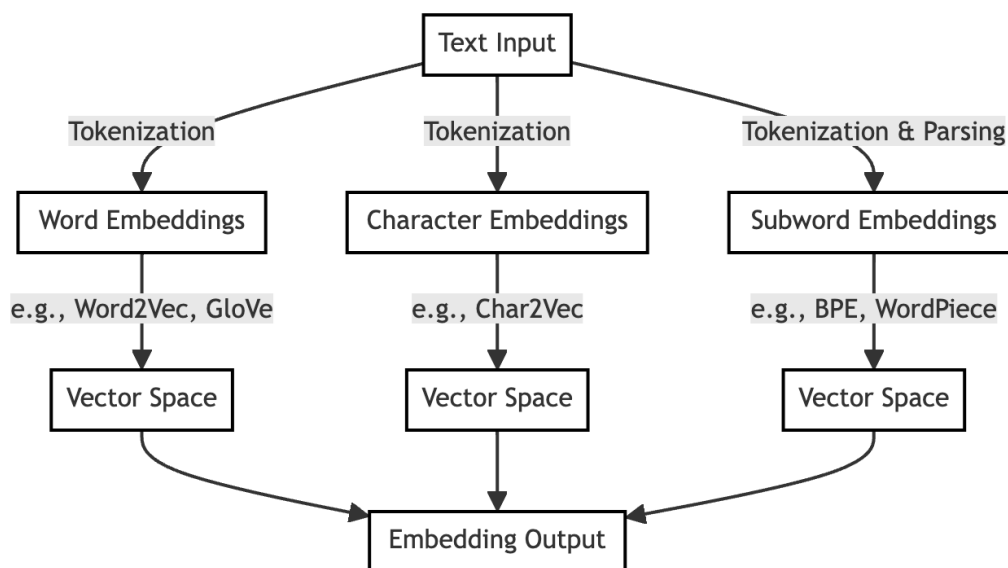 Text Input
Tokenization
Tokenization
Tokenization & Parsing
Word Embeddings
Character Embeddings
Subword Embeddings
e.g., Word2Vec, GloVe
e.g., Char2Vec
e.g., BPE, WordPiece
Vector Space
Vector Space
Vector Space
Embedding Output